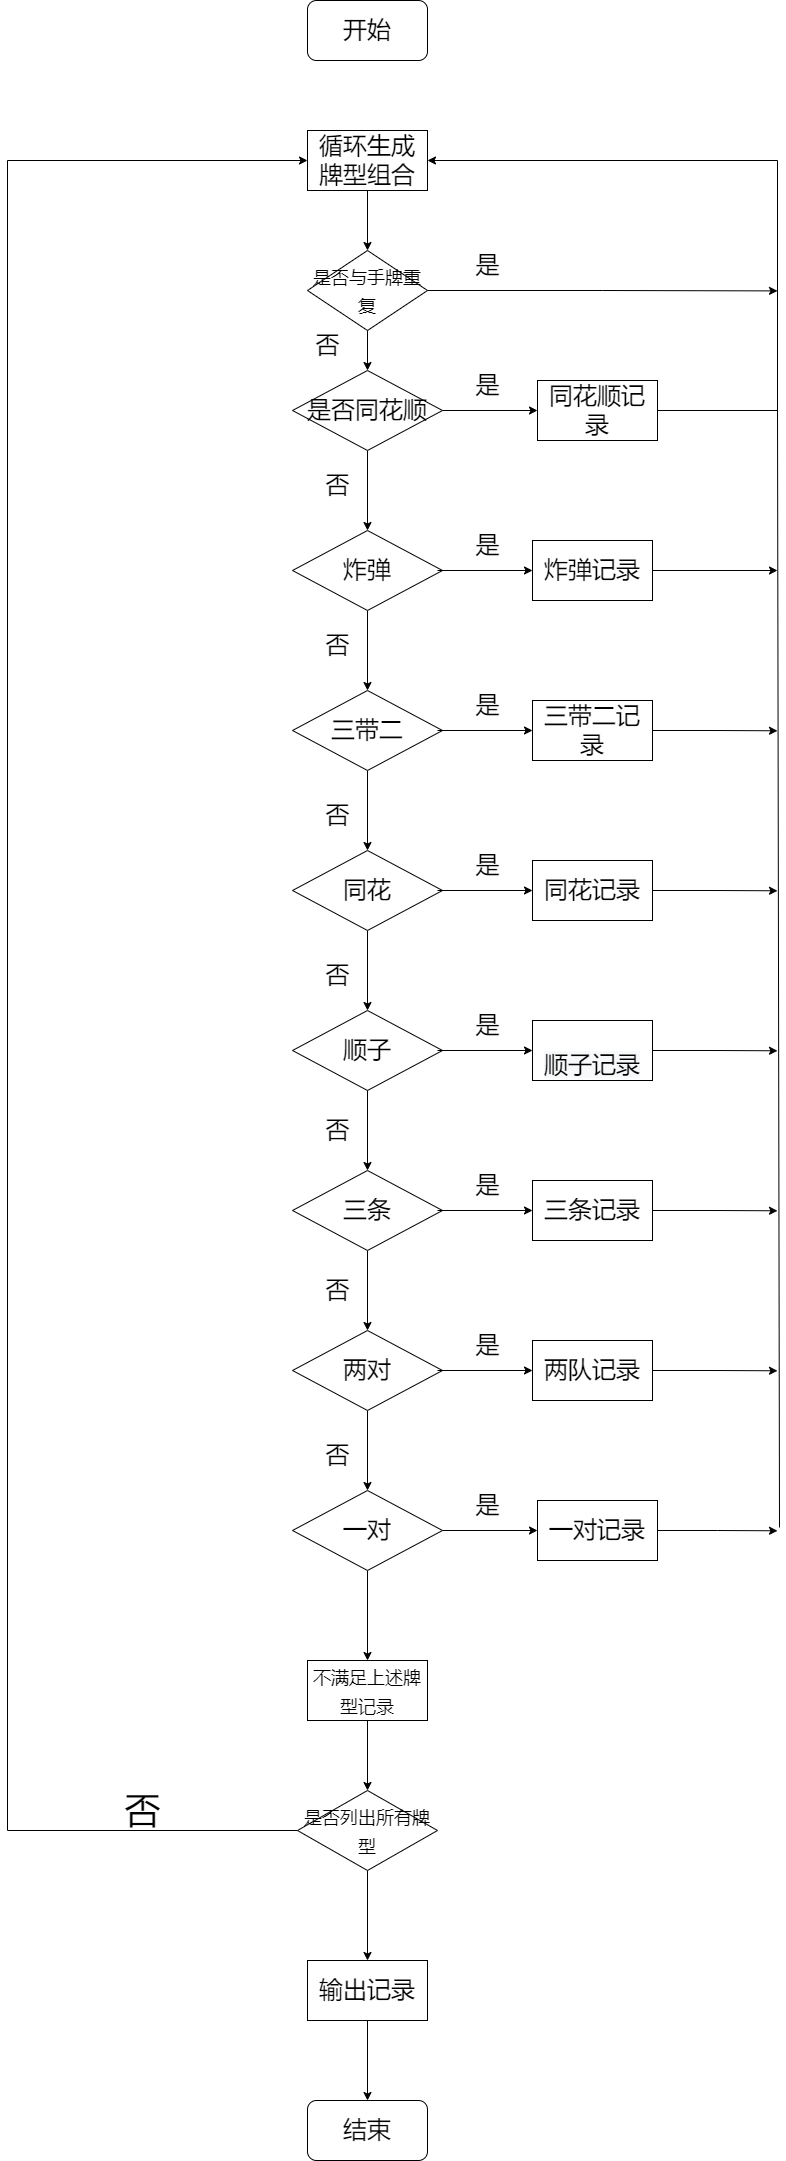 开始
循环生成
牌型组合
是否与手牌重
复
是
否
是否同花顺
是
同花顺记
录
否
炸弹
是
炸弹记录
否
三带二
是
三带二记
录
否
同花
是
同花记录
否
顺子
是
顺子记录
否
三条
是
三条记录
否
两对
是
两队记录
否
一对
是
一对记录
不满足上述牌
型记录
否
是否列出所有牌
型
输出记录
结束